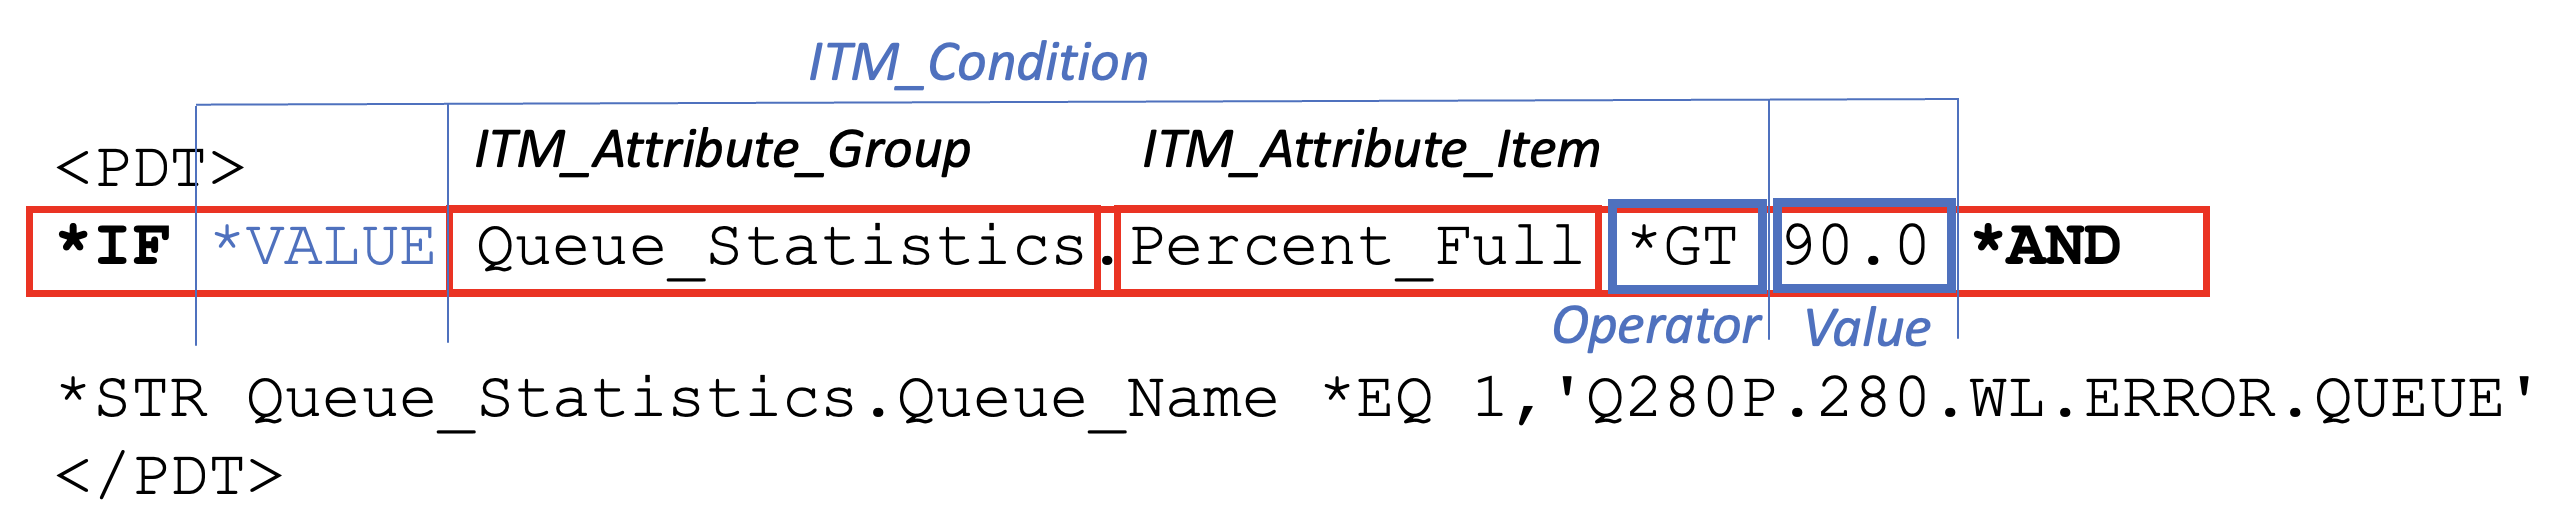 ITM_Condition
ITM_Attribute_Group ITM_Attribute_Item
<PDT>
*IF *VALUE Queue_Statistics.Percent_Full *GT 90.0 *AND
Operator Value
*STR Queue_Statistics.Queue_Name *EQ 1,'Q280P.280.WL.ERROR.QUEUE'
</PDT>